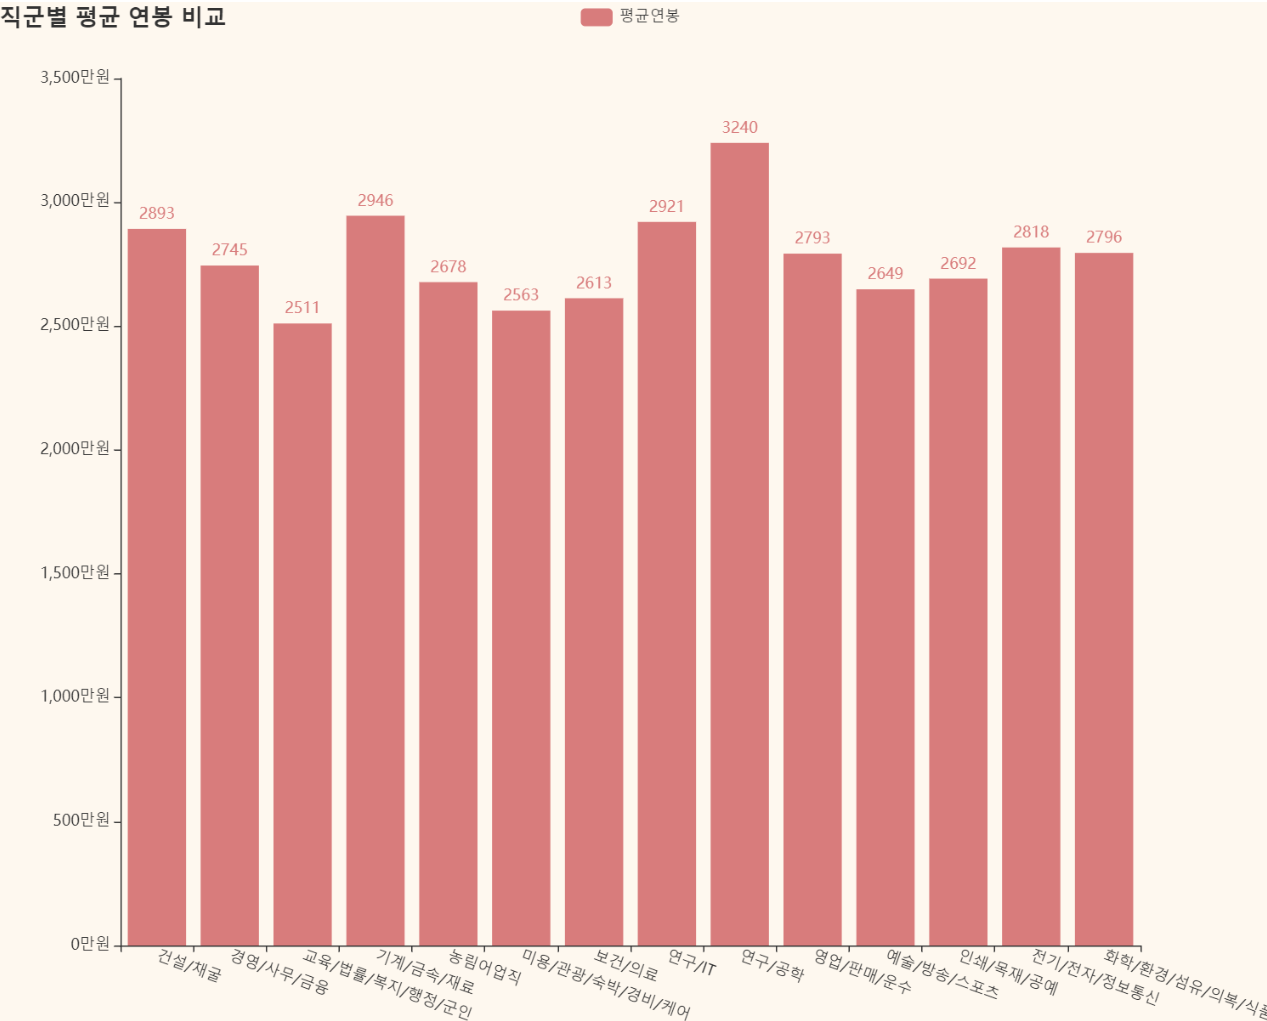 직군별 평균 연봉 비교
평균연봉
3,500만원
3,000만원
2,500만원
2,000만원
1,500만원
1,000만원
500만원
0만원
2893
2745
2511
2946
2678
2563
2613
2921
3240
2793
2649
2692
2818
2796
건설/채굴
경영/사무/금융
교육/법률/복지/행정/군인
기계/금속/재료
농림어업직
미용/관광/숙박/경비/케어
보건/의료
연구/IT
연구/공학
영업/판매/운수
예술/방송/스포츠
인쇄/목재/공예
전기/전자/정보통신
화학/환경/섬유/의복/식품